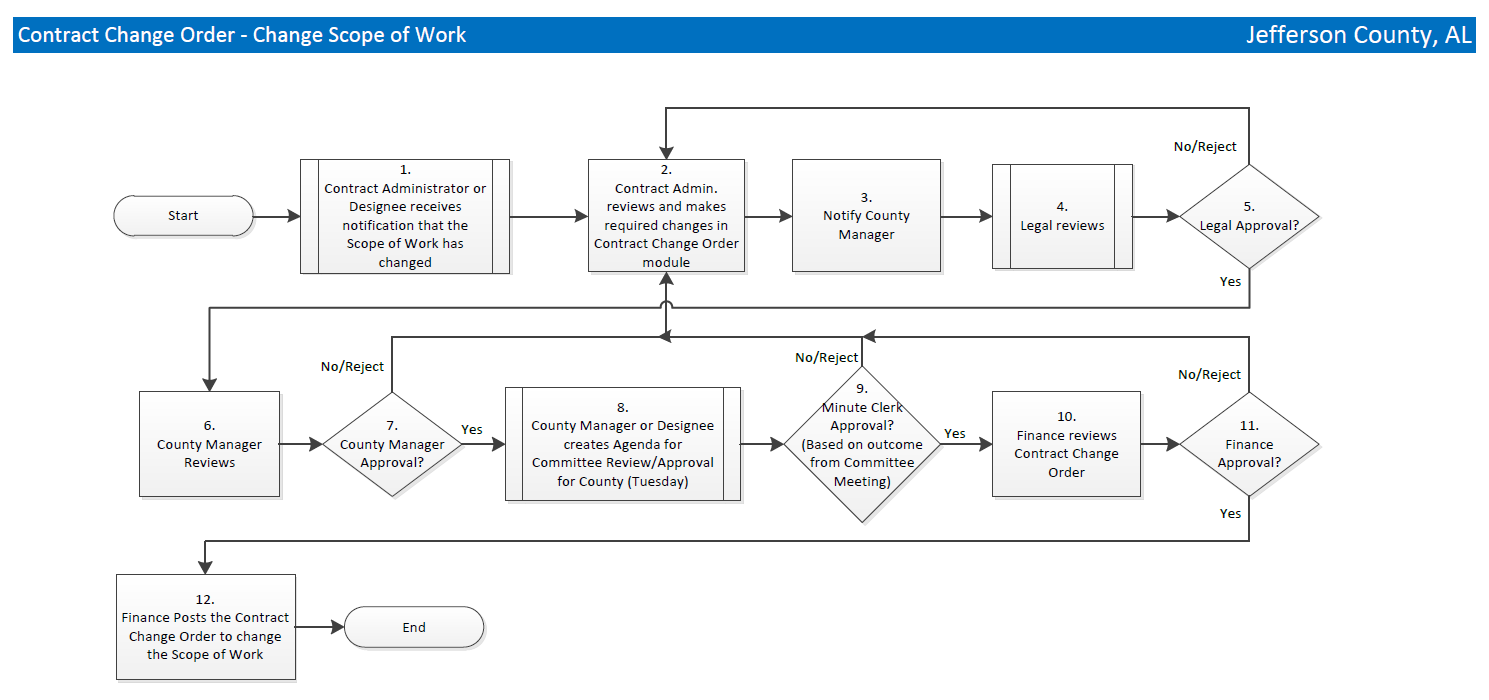 Contract Change Order - Change Scope of Work
Jefferson County, AL
No/Reject
Start
1.
Contract Administrator or
Designee receives
notification that the
Scope of Work has
changed
2.
Contract Admin.
reviews and makes
required changes in
Contract Change Order
module
3.
Notify County
Manager
4.
Legal reviews
5.
Legal Approval?
Yes
No/Reject
No/Reject
No/Reject
6.
County Manager
Reviews
7.
County Manager
Approval?
Yes
8.
County Manager or Designee
creates Agenda for
Committee Review/Approval
for County (Tuesday)
9.
Minute Clerk
Approval?
(Based on outcome
from Committee
Meeting)
Yes
10.
Finance reviews
Contract Change
Order
11.
Finance
Approval?
Yes
12.
Finance Posts the Contract
Change Order to change
the Scope of Work
End